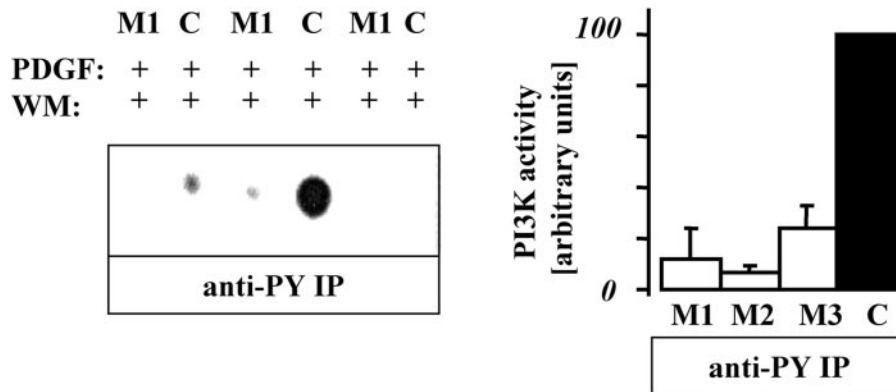 M1 C M1 C M1 C
PDGF: + + + + + +
WM: + + + + + +
anti-PY IP
100
PI3K activity
[arbitrary units]
0
M1 M2 M3 C
anti-PY IP